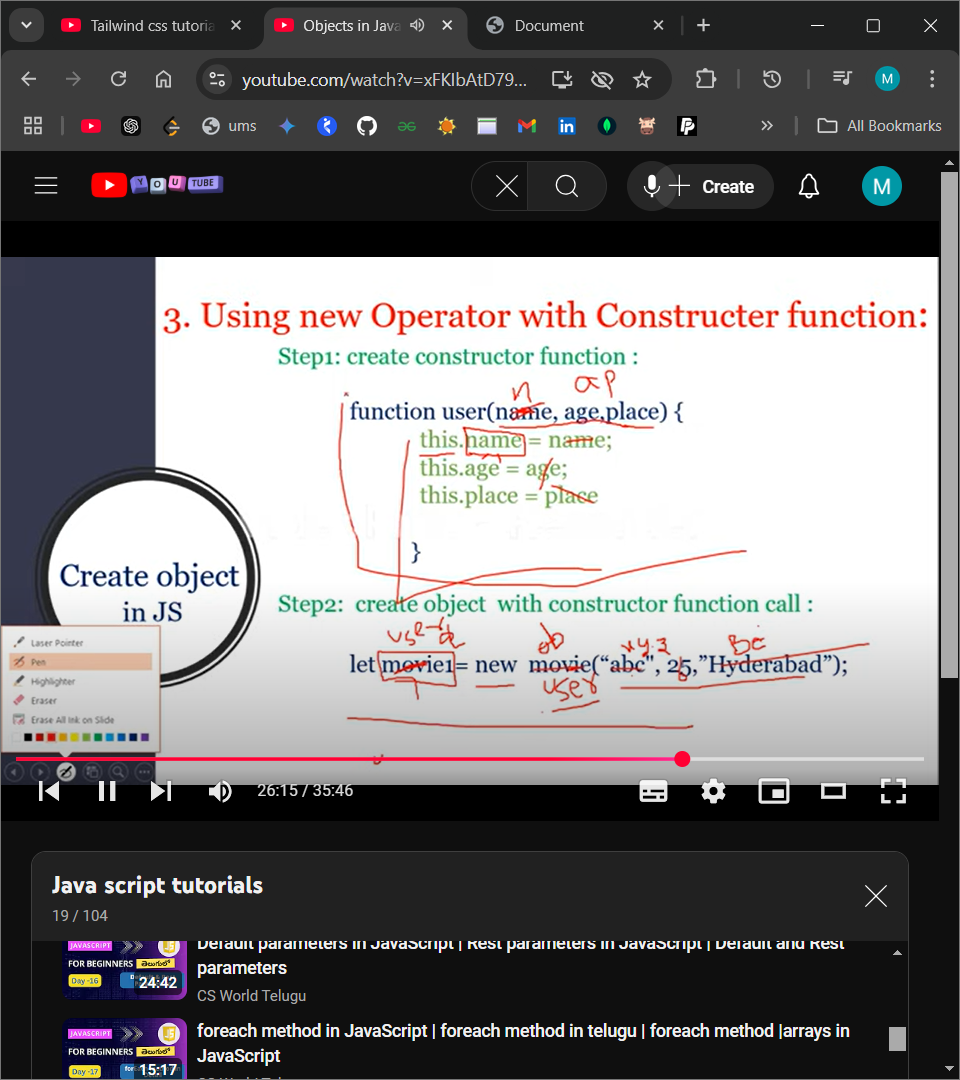 Tailwind css tutoria
Objects in Java
Document
youtube.com/watch?v=xFKIbAtD79...
M
ums
All Bookmarks
YOUTUBE
Create
M
3. Using new Operator with Constructer function:
Step1: create constructor function :
n a p
function user(name, age,place) {
this.name = name;
this.age = age;
this.place = place
}
Create object
in JS
Step2: create object with constructor function call :
xyz
let movie1= new movie("abc", 25,"Hyderabad");
user
Laser Pointer
Pen
Highlighter
Eraser
Erase All Ink on Slide
26:15 / 35:46
Java script tutorials
19 / 104
JAVASCRIPT
FOR BEGINNERS తెలుగులో
Day -16
24:42
Default parameters in JavaScript | Rest parameters in JavaScript | Default and Rest
parameters
CS World Telugu
JAVASCRIPT
FOR BEGINNERS తెలుగులో
Day -17
15:17
foreach method in JavaScript | foreach method in telugu | foreach method |arrays in
JavaScript